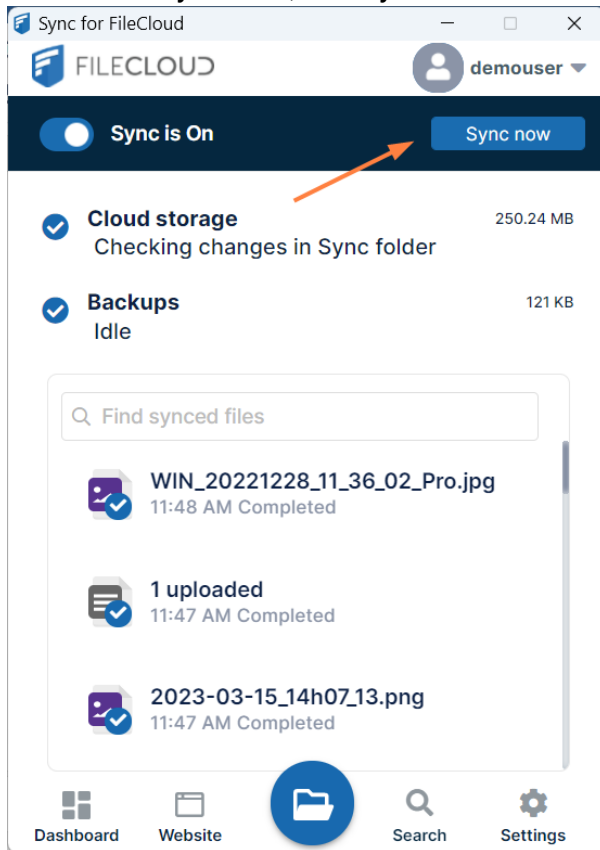 Sync for FileCloud
FILECLOUD
demouser
Sync is On
Sync now
Cloud storage
250.24 MB
Checking changes in Sync folder
Backups
121 KB
Idle
Find synced files
WIN_20221228_11_36_02_Pro.jpg
11:48 AM Completed
1 uploaded
11:47 AM Completed
2023-03-15_14h07_13.png
11:47 AM Completed
Dashboard
Website
Search
Settings